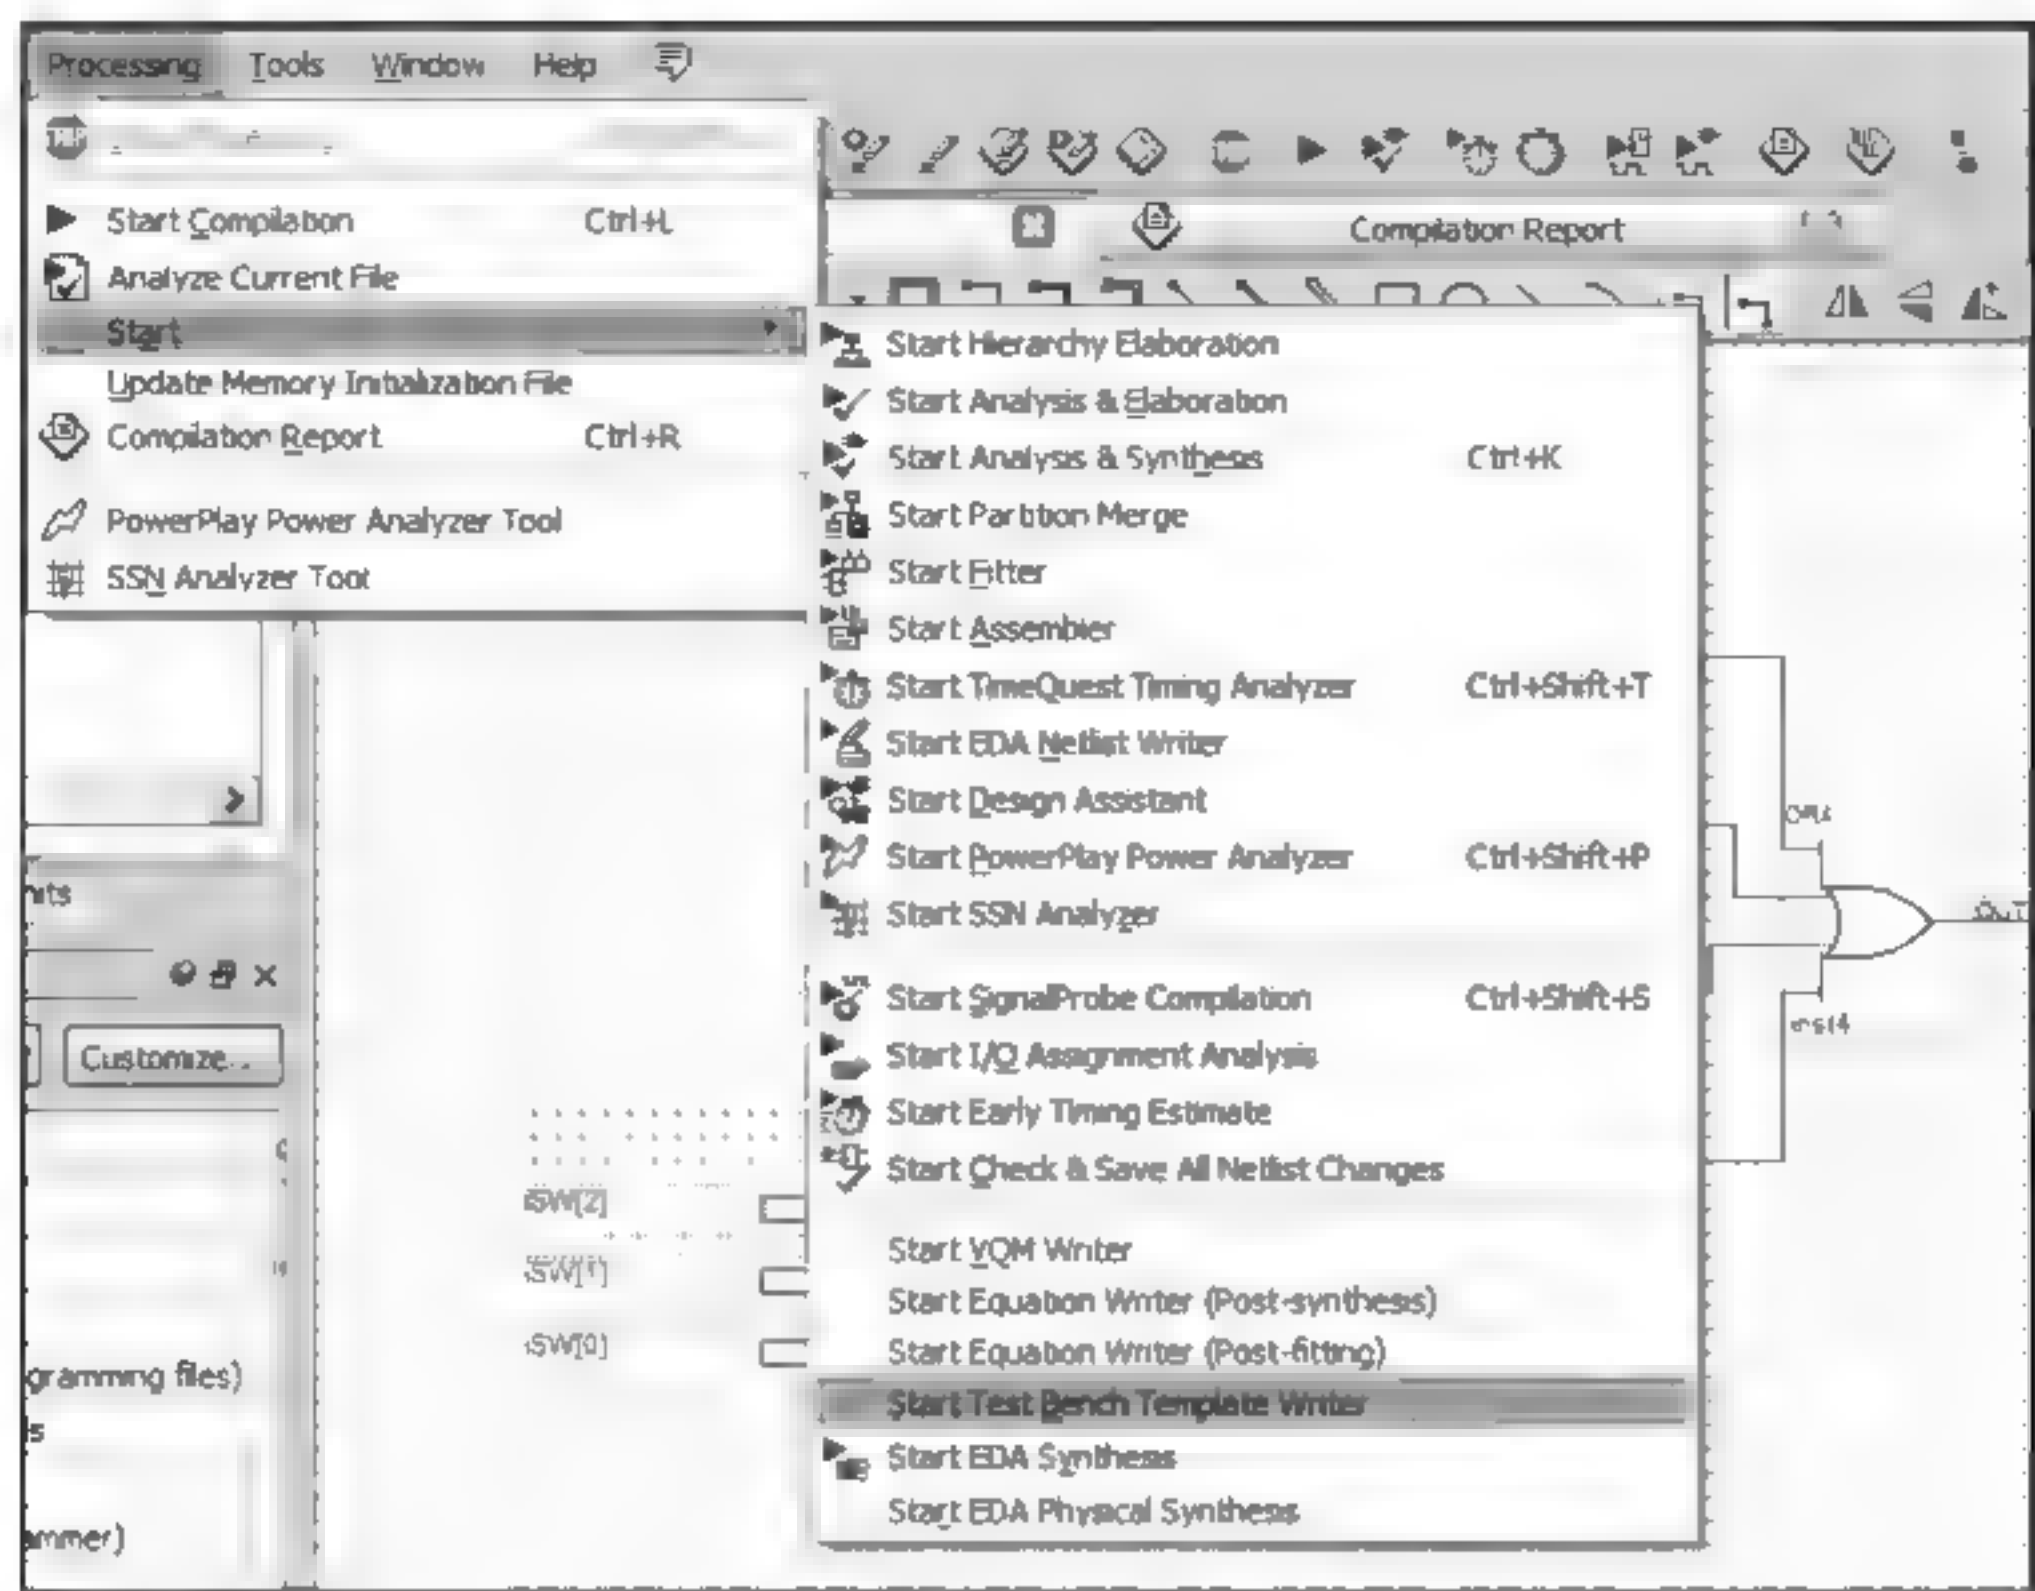 Processing Tools Window Help
Start Compilation Ctrl+L
Compilation Report
Analyze Current File
Start
Start Hierarchy Elaboration
Update Memory Initialization File
Start Analysis & Elaboration
Compilation Report Ctrl+R
Start Analysis & Synthesis Ctrl+K
PowerPlay Power Analyzer Tool
Start Partition Merge
SSN Analyzer Tool
Start Fitter
Start Assembler
Start TimeQuest Timing Analyzer Ctrl+Shift+T
Start EDA Netlist Writer
Start Design Assistant
OR4
Start PowerPlay Power Analyzer Ctrl+Shift+P
nits
Start SSN Analyzer
OUT
Start SignalProbe Compilation Ctrl+Shift+S
inst4
Customize...
Start I/O Assignment Analysis
Start Early Timing Estimate
Start Check & Save All Netlist Changes
SW[2]
Start VQM Writer
SW[1]
Start Equation Writer (Post-synthesis)
SW[0]
Start Equation Writer (Post-fitting)
gramming files)
Start Test Bench Template Writer
s
Start EDA Synthesis
Start EDA Physical Synthesis
ammer)